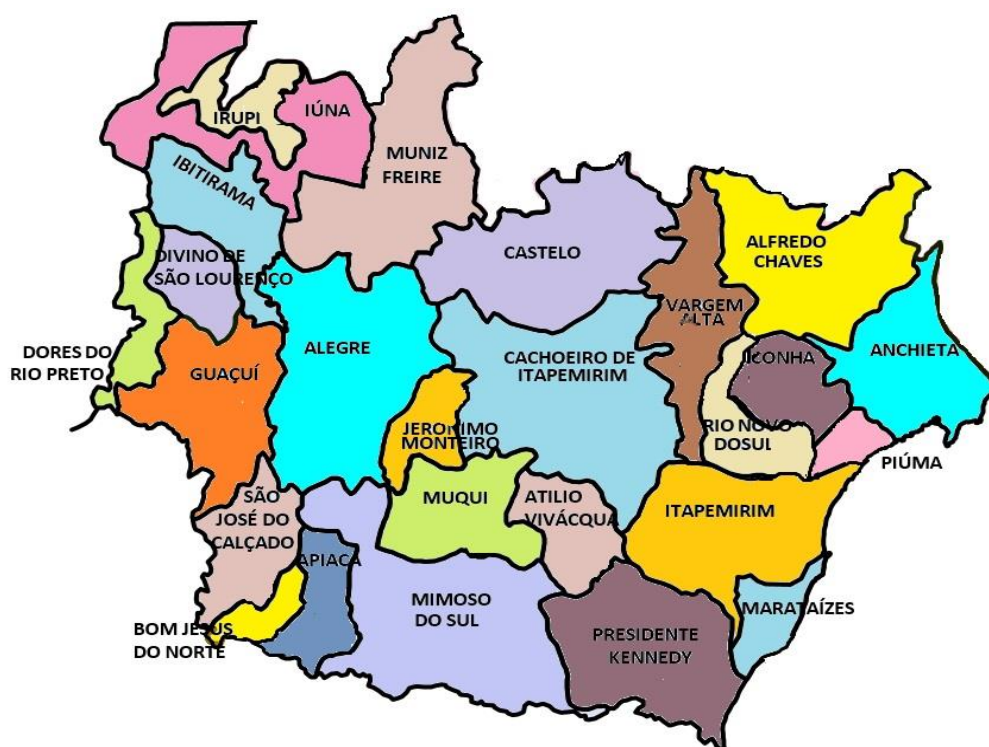 IRUPI
IÚNA
MUNIZ
FREIRE
IBITIRAMA
DIVINO DE
SÃO LOURENÇO
CASTELO
ALFREDO
CHAVES
VARGEM
ALTA
DORES DO
RIO PRETO
GUAÇUÍ
ALEGRE
CACHOEIRO DE
ITAPEMIRIM
ICONHA
ANCHIETA
JERONIMO
MONTEIRO
RIO NOVO
DOSUL
PIÚMA
SÃO
JOSÉ DO
CALÇADO
MUQUI
ATILIO
VIVÁCQUA
ITAPEMIRIM
APIACÁ
MIMOSO
DO SUL
MARATAÍZES
BOM JESUS
DO NORTE
PRESIDENTE
KENNEDY